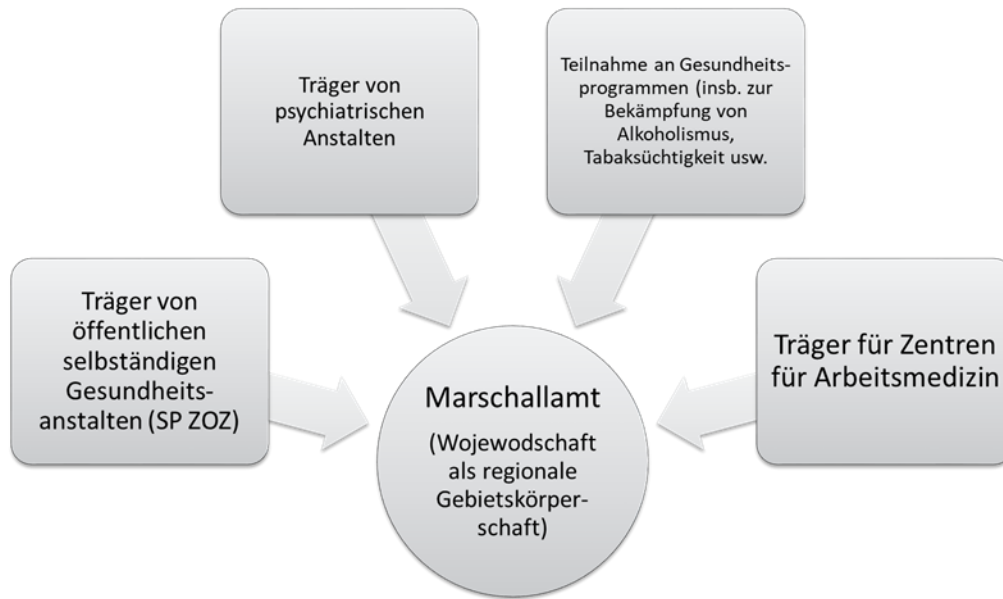 Träger von
psychiatrischen
Anstalten
Teilnahme an Gesundheits-
programmen (insb. zur
Bekämpfung von
Alkoholismus,
Tabaksüchtigkeit usw.
Träger von
öffentlichen
selbständigen
Gesundheits-
anstalten (SP ZOZ)
Träger für Zentren
für Arbeitsmedizin
Marschallamt
(Wojewodschaft
als regionale
Gebietskörper-
schaft)